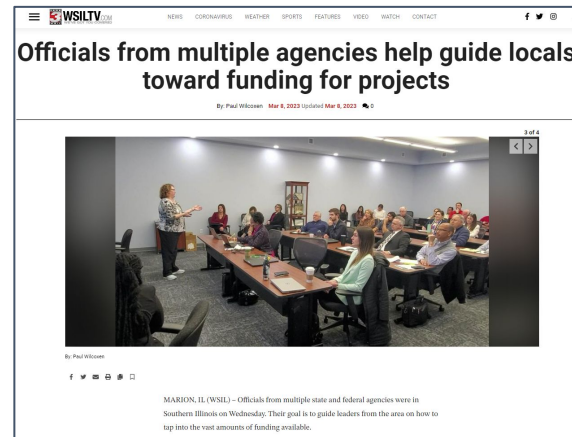 3 WSILTV.COM
NEWS CORONAVIRUS WEATHER SPORTS FEATURES VIDEO WATCH CONTACT
Officials from multiple agencies help guide locals
toward funding for projects
By: Paul Wilcoxen Mar 8, 2023 Updated Mar 8, 2023 0
3 of 4
By: Paul Wilcoxen
MARION, IL (WSIL) – Officials from multiple state and federal agencies were in
Southern Illinois on Wednesday. Their goal is to guide leaders from the area on how to
tap into the vast amounts of funding available.